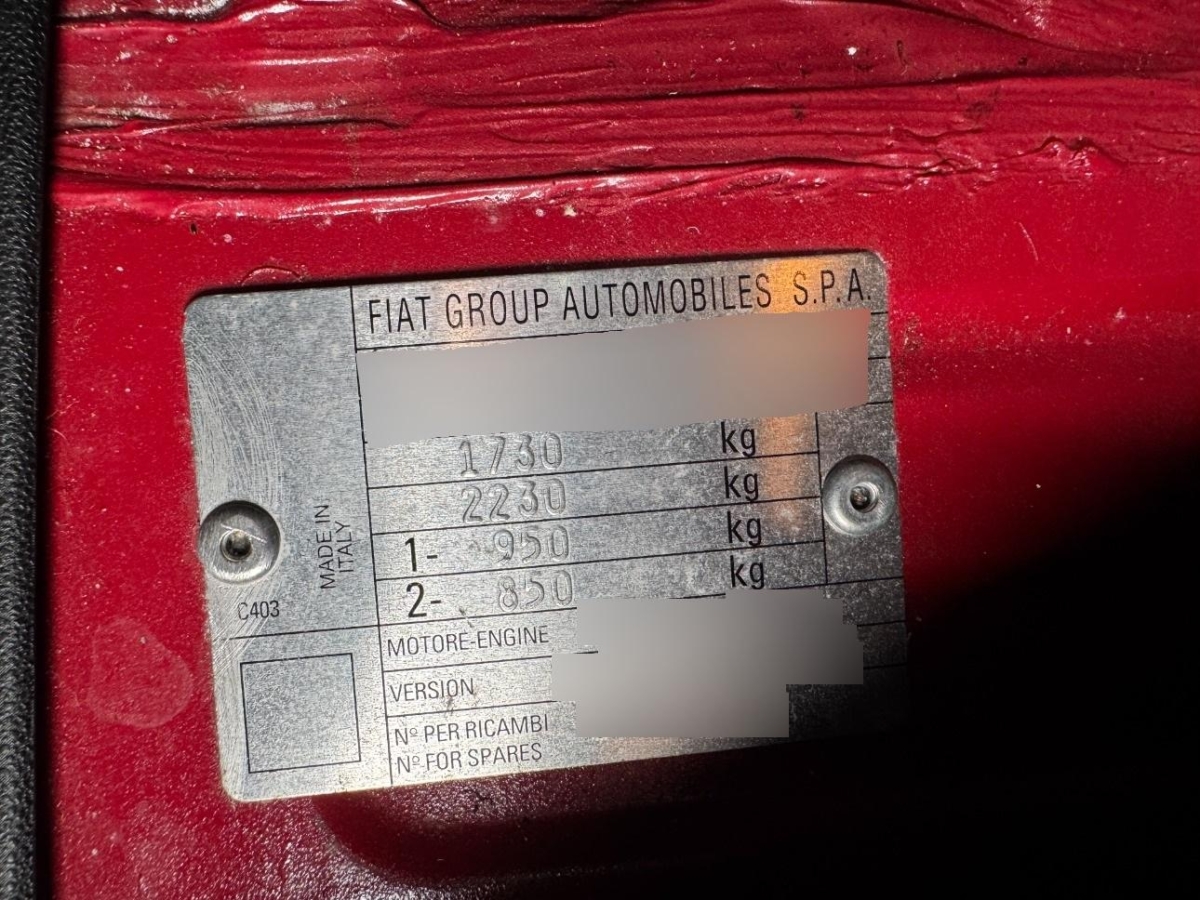 FIAT GROUP AUTOMOBILES S.P.A.
1730 kg
2230 kg
1- 950 kg
2- 850 kg
MADE IN
ITALY
C403
MOTORE-ENGINE
VERSION
Nº PER RICAMBI
Nº FOR SPARES